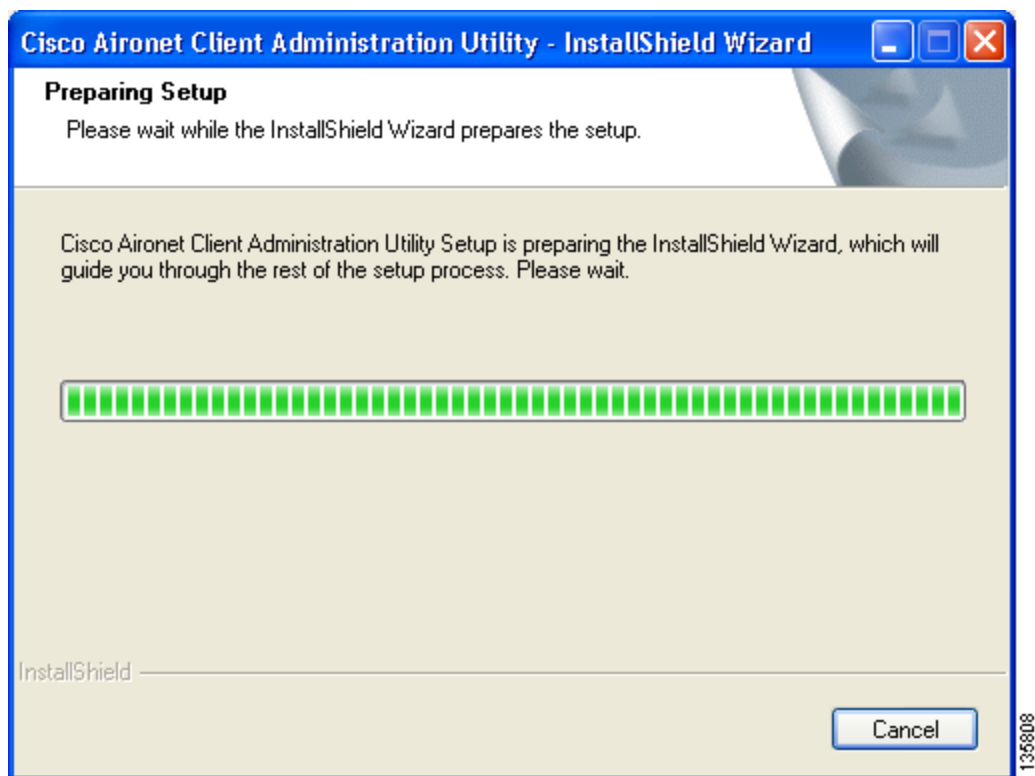 Cisco Aironet Client Administration Utility - InstallShield Wizard
Preparing Setup
Please wait while the InstallShield Wizard prepares the setup.
Cisco Aironet Client Administration Utility Setup is preparing the InstallShield Wizard, which will
guide you through the rest of the setup process. Please wait.
InstallShield
Cancel
135808